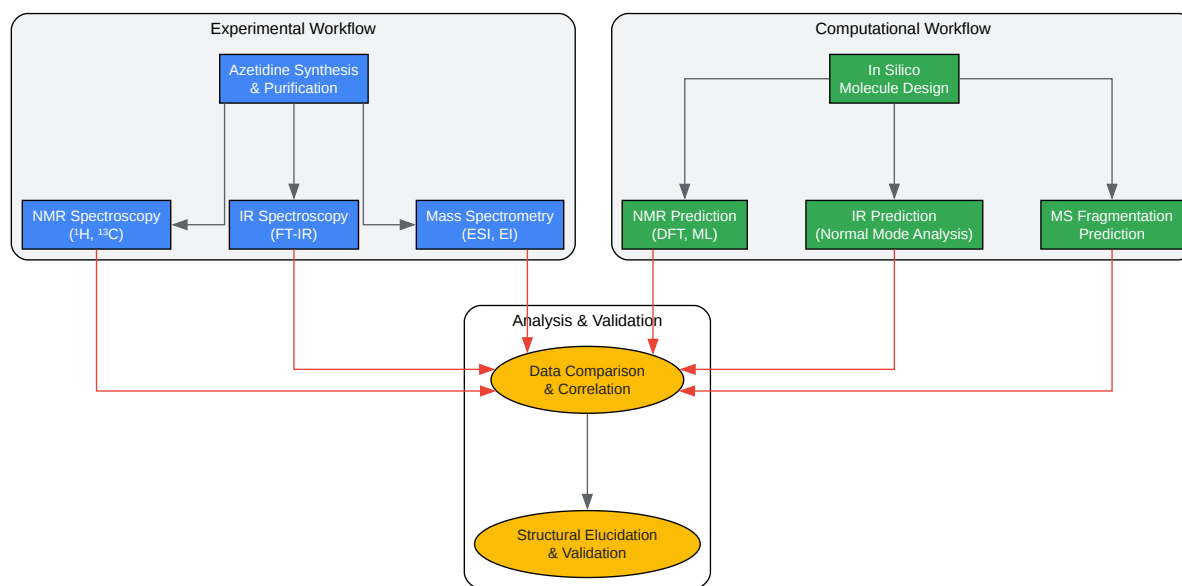 Experimental Workflow
Azetidine Synthesis
& Purification
NMR Spectroscopy
(¹H, ¹³C)
IR Spectroscopy
(FT-IR)
Mass Spectrometry
(ESI, EI)
Computational Workflow
In Silico
Molecule Design
NMR Prediction
(DFT, ML)
IR Prediction
(Normal Mode Analysis)
MS Fragmentation
Prediction
Analysis & Validation
Data Comparison
& Correlation
Structural Elucidation
& Validation